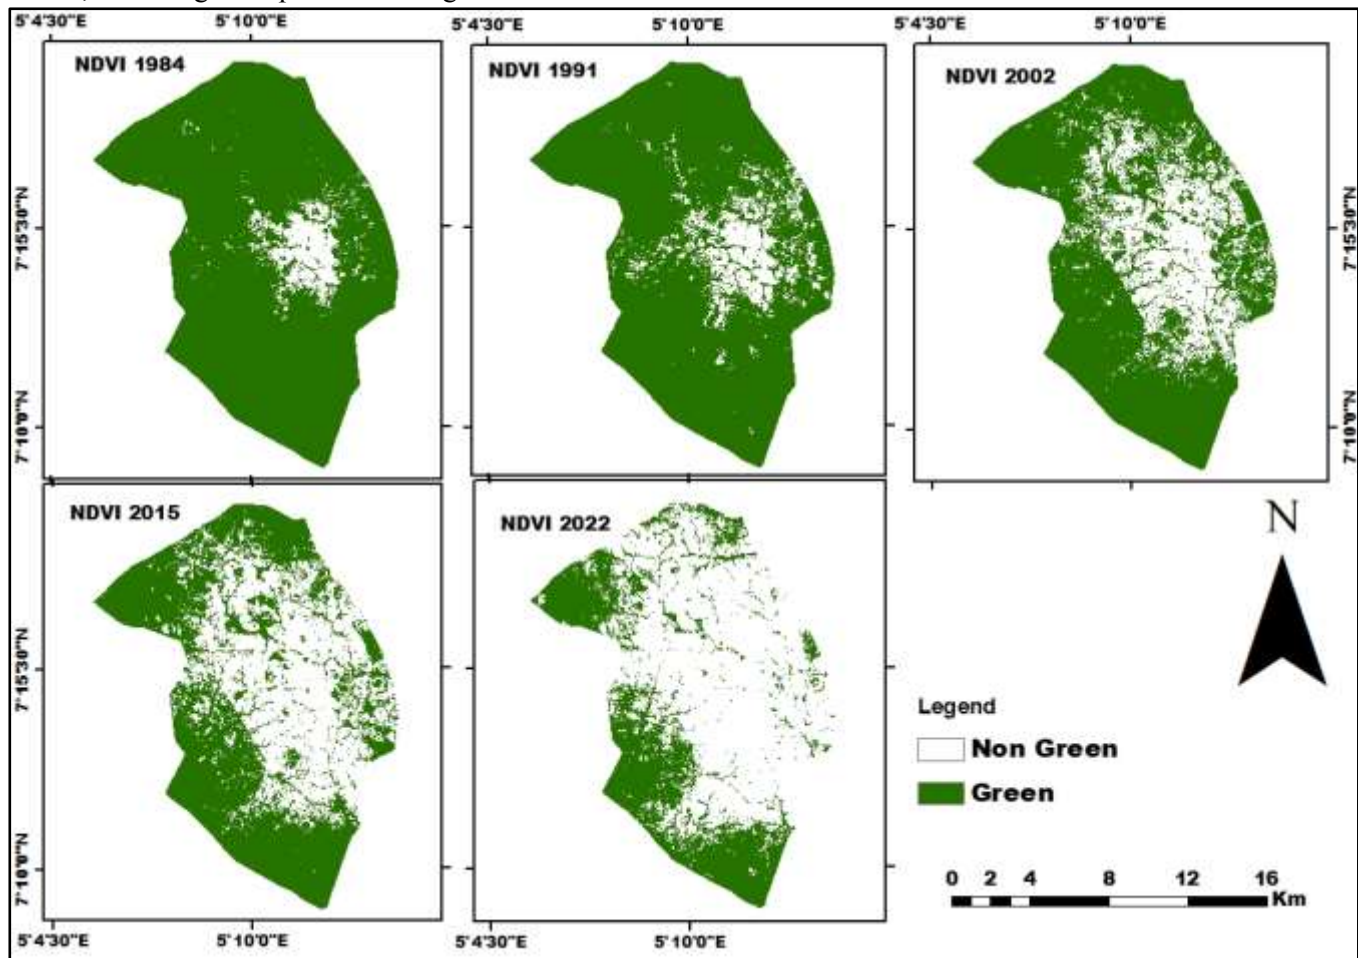 5°4'30"E 5°10'0"E 5°4'30"E 5°10'0"E 5°4'30"E 5°10'0"E
NDVI 1984
NDVI 1991
NDVI 2002
7°15'30"N
7°15'30"N
7°10'0"N
7°10'0"N
NDVI 2015
NDVI 2022
N
7°15'30"N
7°10'0"N
Legend
Non Green
Green
0 2 4 8 12 16
Km
5°4'30"E 5°10'0"E 5°4'30"E 5°10'0"E